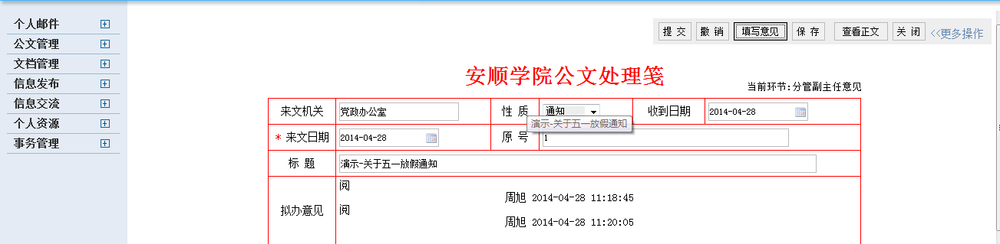 个人邮件
公文管理
文档管理
信息发布
信息交流
个人资源
事务管理
提 交 撤 销 填写意见 保 存 查看正文 关 闭 <<更多操作
安顺学院公文处理笺
当前环节:分管副主任意见
来文机关 党政办公室 性 质 通知 收到日期 2014-04-28
演示-关于五一放假通知
* 来文日期 2014-04-28 原 号 1
标 题 演示-关于五一放假通知
拟办意见
阅
周旭 2014-04-28 11:18:45
阅
周旭 2014-04-28 11:20:05